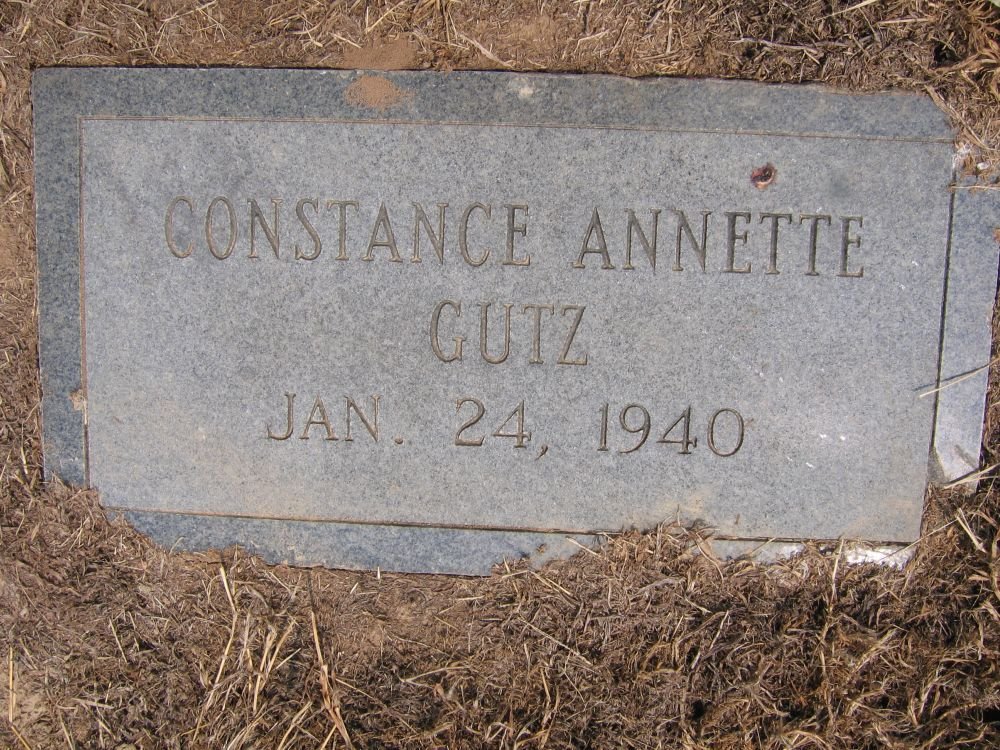 CONSTANCE ANNETTE
GUTZ
JAN. 24, 1940